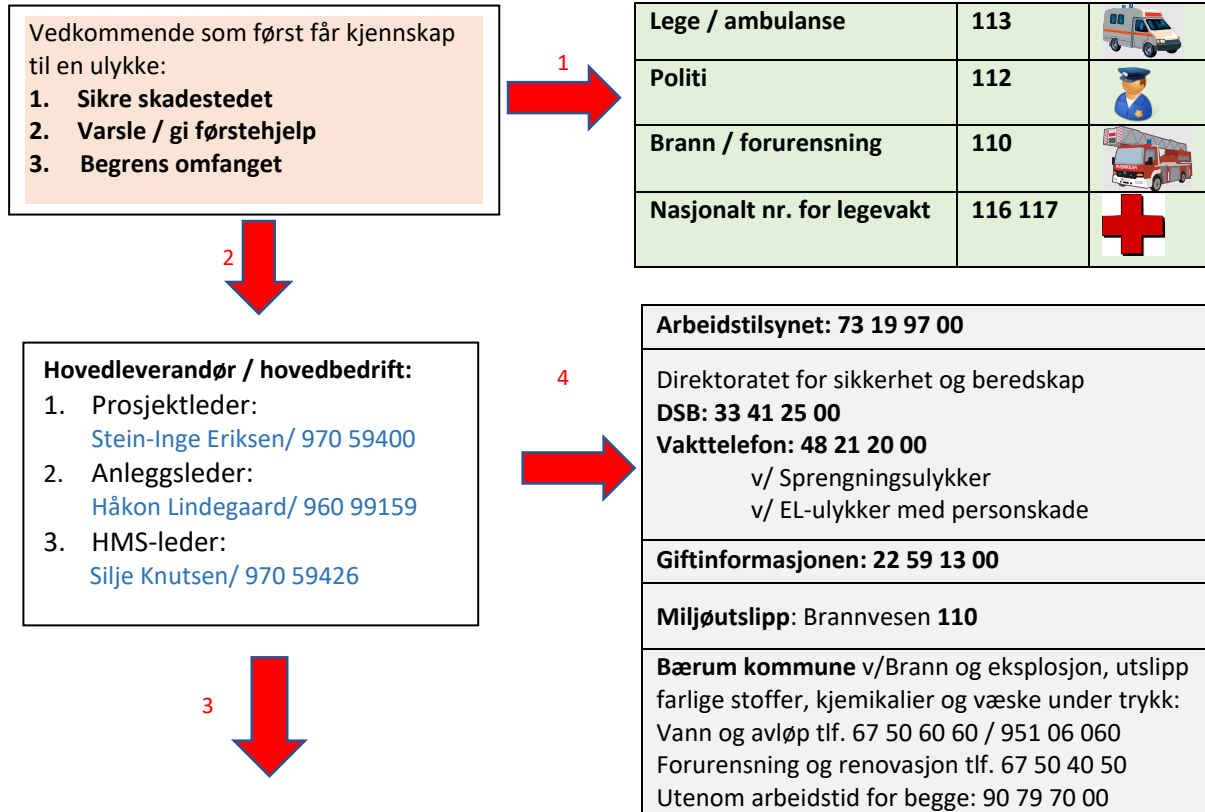 Vedkommende som først får kjennskap
til en ulykke:
1. Sikre skadestedet
2. Varsle / gi førstehjelp
3. Begrens omfanget
1
Lege / ambulanse 113
Politi 112
Brann / forurensning 110
Nasjonalt nr. for legevakt 116 117
2
Hovedleverandør / hovedbedrift:
1. Prosjektleder:
Stein-Inge Eriksen/ 970 59400
2. Anleggsleder:
Håkon Lindegaard/ 960 99159
3. HMS-leder:
Silje Knutsen/ 970 59426
4
Arbeidstilsynet: 73 19 97 00
Direktoratet for sikkerhet og beredskap
DSB: 33 41 25 00
Vakttelefon: 48 21 20 00
v/ Sprengningsulykker
v/ EL-ulykker med personskade
Giftinformasjonen: 22 59 13 00
Miljøutslipp: Brannvesen 110
Bærum kommune v/Brann og eksplosjon, utslipp
farlige stoffer, kjemikalier og væske under trykk:
Vann og avløp tlf. 67 50 60 60 / 951 06 060
Forurensning og renovasjon tlf. 67 50 40 50
Utenom arbeidstid for begge: 90 79 70 00
3